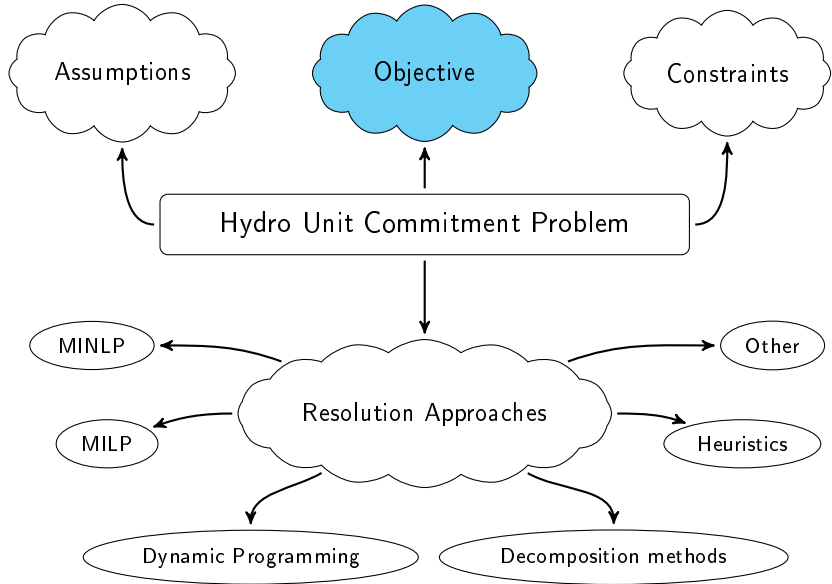 Assumptions
Objective
Constraints
Hydro Unit Commitment Problem
MINLP
Other
Resolution Approaches
MILP
Heuristics
Dynamic Programming
Decomposition methods